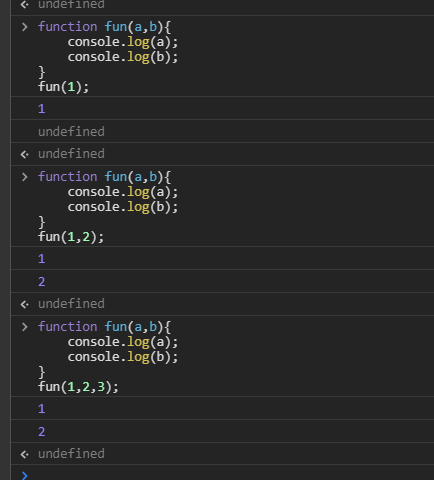 undefined
function fun(a,b){
    console.log(a);
    console.log(b);
}
fun(1);
1
undefined
undefined
function fun(a,b){
    console.log(a);
    console.log(b);
}
fun(1,2);
1
2
undefined
function fun(a,b){
    console.log(a);
    console.log(b);
}
fun(1,2,3);
1
2
undefined